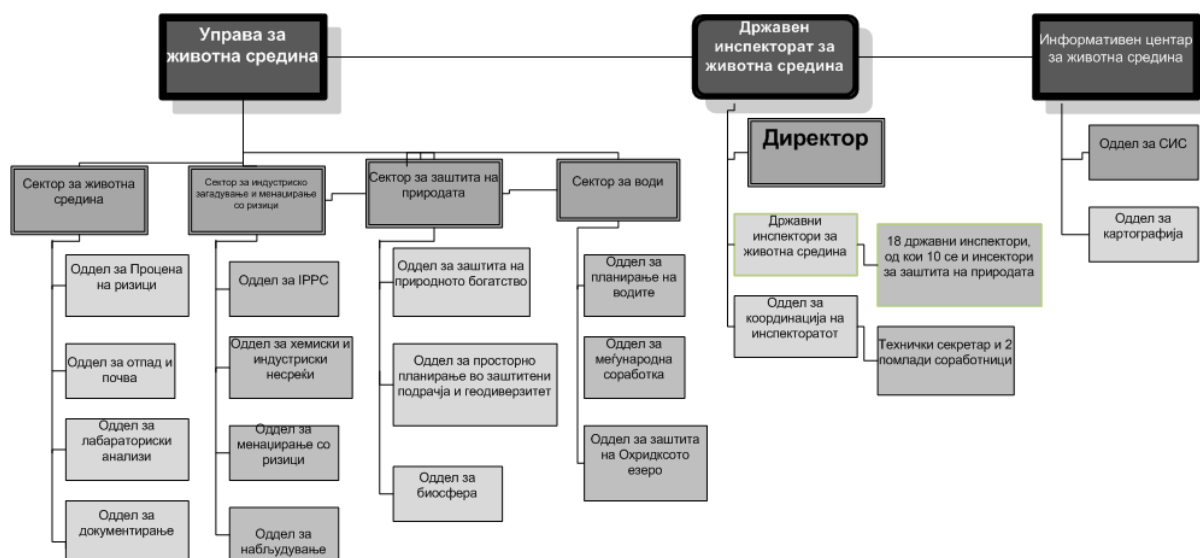 Управа за
животна средина
Државен
инспекторат за
животна средина
Информативен центар
за животна средина
Директор
Оддел за СИС
Сектор за животна
средина
Сектор за индустриско
загадување и менаџирање
со ризици
Сектор за заштита на
природата
Сектор за води
Државни
инспектори за
животна средина
18 државни инспектори,
од кои 10 се и инсектори
за заштита на природата
Оддел за
картографија
Оддел за Процена
на ризици
Оддел за IPPC
Оддел за заштита на
природното богатство
Оддел за
планирање на
водите
Оддел за
координација на
инспекторатот
Технички секретар и 2
помлади соработници
Оддел за отпад и
почва
Оддел за хемиски и
индустриски
несреќи
Оддел за просторно
планирање во заштитени
подрачја и геодиверзитет
Оддел за
меѓународна
соработка
Оддел за
лабараториски
анализи
Оддел за
менаџирање со
ризици
Оддел за
биосфера
Оддел за заштита
на Охридксото
езеро
Оддел за
документирање
Оддел за
набљудување